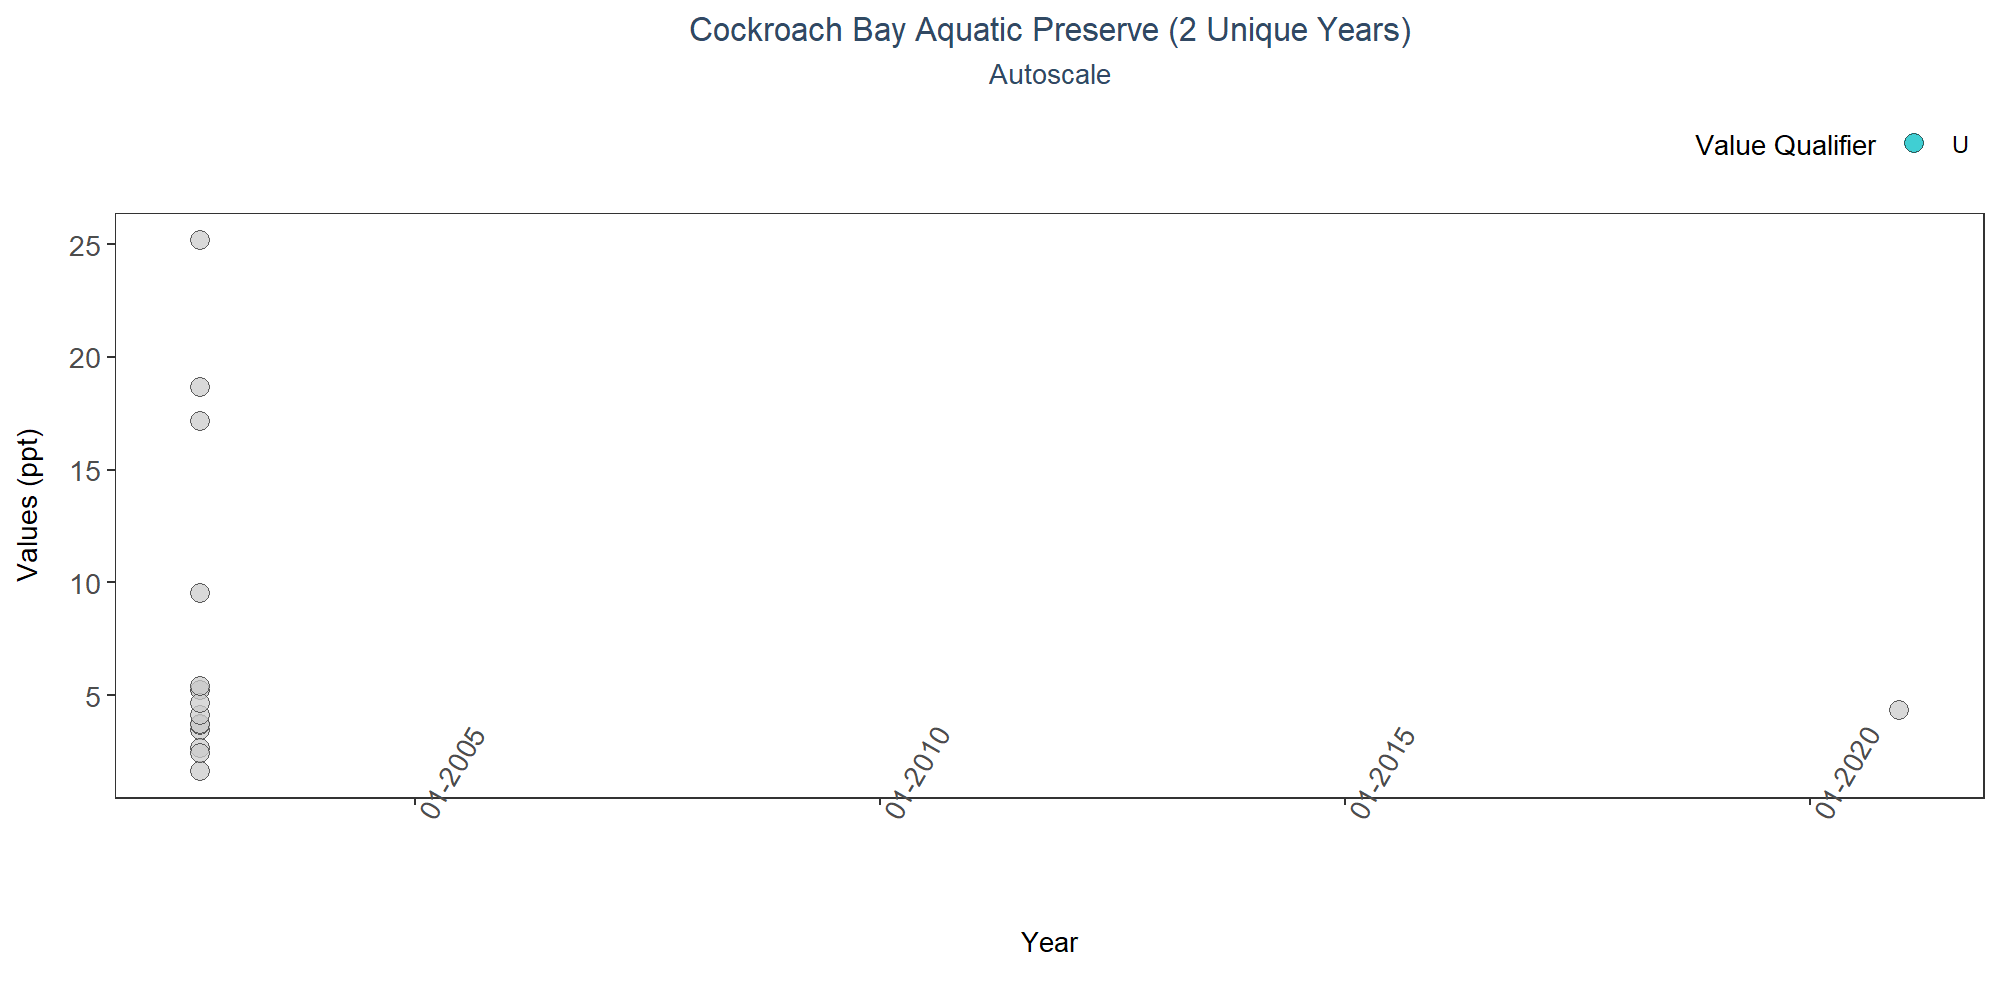 Cockroach Bay Aquatic Preserve (2 Unique Years)
Autoscale
Value Qualifier U
Values (ppt)
25
20
15
10
5
01-2005 01-2010 01-2015 01-2020
Year